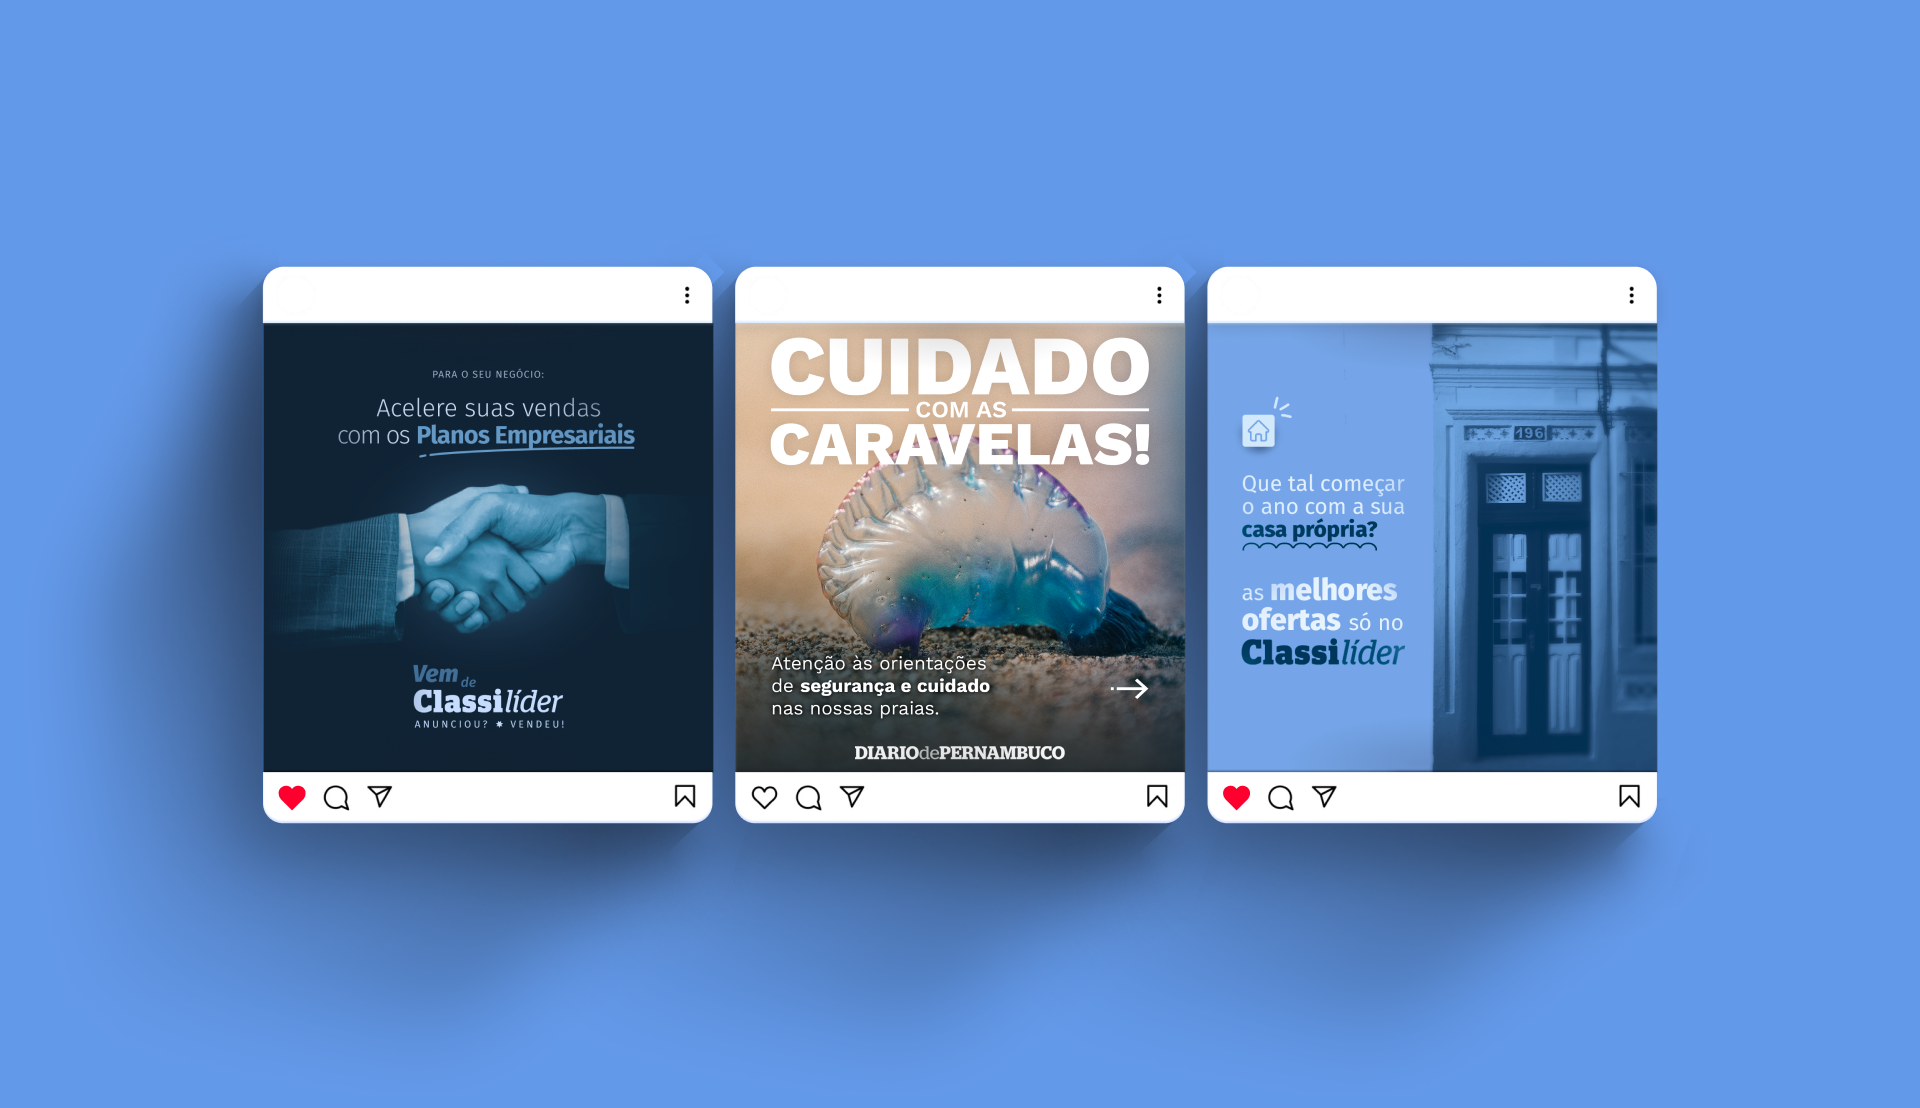 PARA O SEU NEGÓCIO:
Acelere suas vendas
com os Planos Empresariais
Vem de
Classilíder
ANUNCIOU? ✷ VENDEU!
CUIDADO
COM AS
CARAVELAS!
Atenção às orientações
de segurança e cuidado
nas nossas praias.
DIARIOdePERNAMBUCO
196
Que tal começar
o ano com a sua
casa própria?
as melhores
ofertas só no
Classilíder